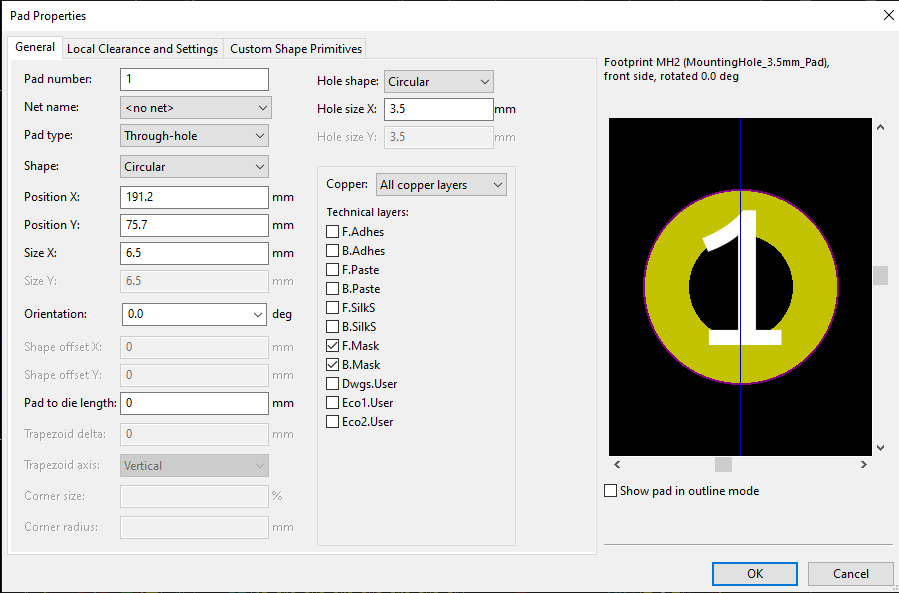 Pad Properties
General
Local Clearance and Settings
Custom Shape Primitives
Pad number: 1
Net name: <no net>
Pad type: Through-hole
Shape: Circular
Position X: 191.2 mm
Position Y: 75.7 mm
Size X: 6.5 mm
Size Y: 6.5 mm
Orientation: 0.0 deg
Shape offset X: 0 mm
Shape offset Y: 0 mm
Pad to die length: 0 mm
Trapezoid delta: 0 mm
Trapezoid axis: Vertical
Corner size: %
Corner radius: mm
Hole shape: Circular
Hole size X: 3.5 mm
Hole size Y: 3.5 mm
Copper: All copper layers
Technical layers:
F.Adhes
B.Adhes
F.Paste
B.Paste
F.SilkS
B.SilkS
F.Mask
B.Mask
Dwgs.User
Eco1.User
Eco2.User
Footprint MH2 (MountingHole_3.5mm_Pad),
front side, rotated 0.0 deg
1
Show pad in outline mode
OK
Cancel